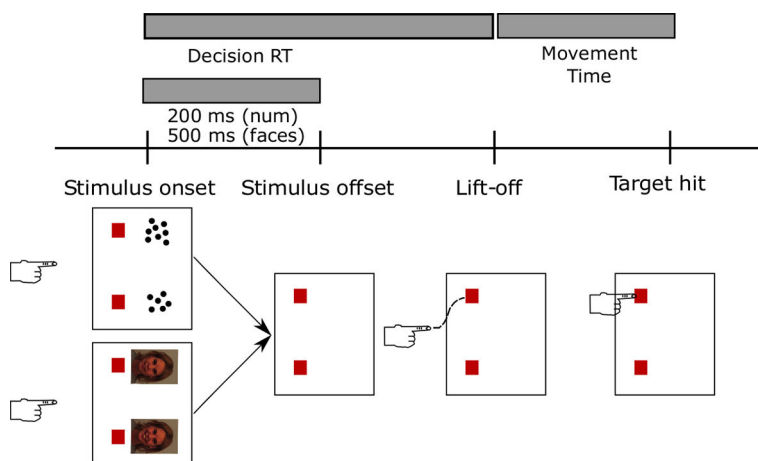 Decision RT
Movement
Time
200 ms (num)
500 ms (faces)
Stimulus onset
Stimulus offset
Lift-off
Target hit